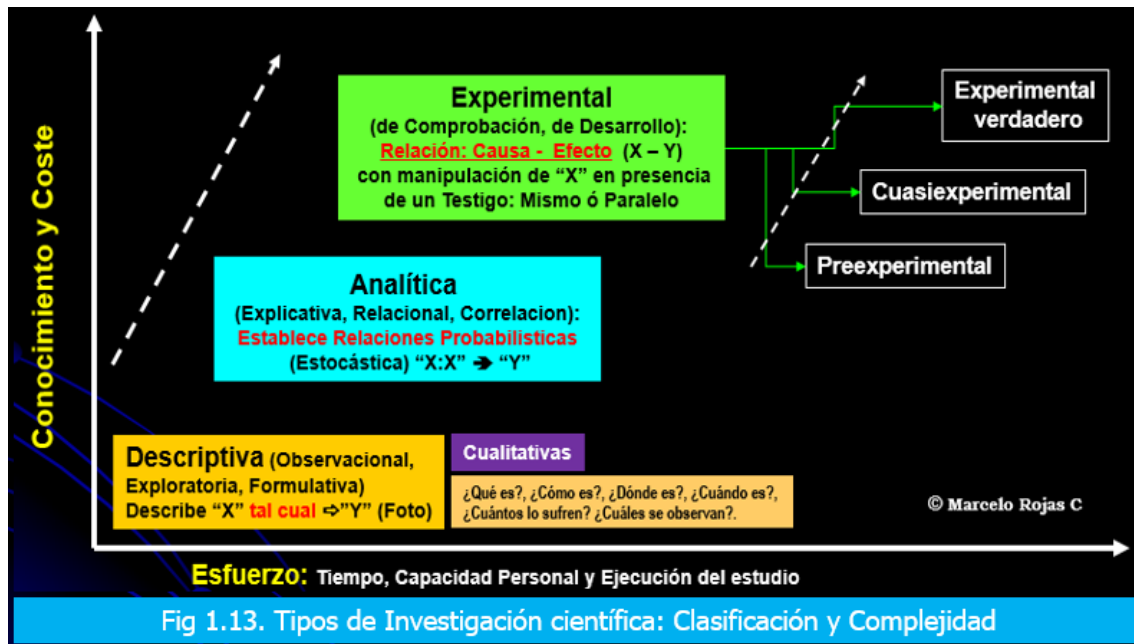 Conocimiento y Coste
Experimental
(de Comprobación, de Desarrollo):
Relación: Causa - Efecto (X – Y)
con manipulación de “X” en presencia
de un Testigo: Mismo ó Paralelo
Experimental
verdadero
Cuasiexperimental
Preexperimental
Analítica
(Explicativa, Relacional, Correlacion):
Establece Relaciones Probabilisticas
(Estocástica) “X:X” ➔ “Y”
Descriptiva (Observacional,
Exploratoria, Formulativa)
Describe “X” tal cual ⇨”Y” (Foto)
Cualitativas
¿Qué es?, ¿Cómo es?, ¿Dónde es?, ¿Cuándo es?,
¿Cuántos lo sufren? ¿Cuáles se observan?.
© Marcelo Rojas C
Esfuerzo: Tiempo, Capacidad Personal y Ejecución del estudio
Fig 1.13. Tipos de Investigación científica: Clasificación y Complejidad